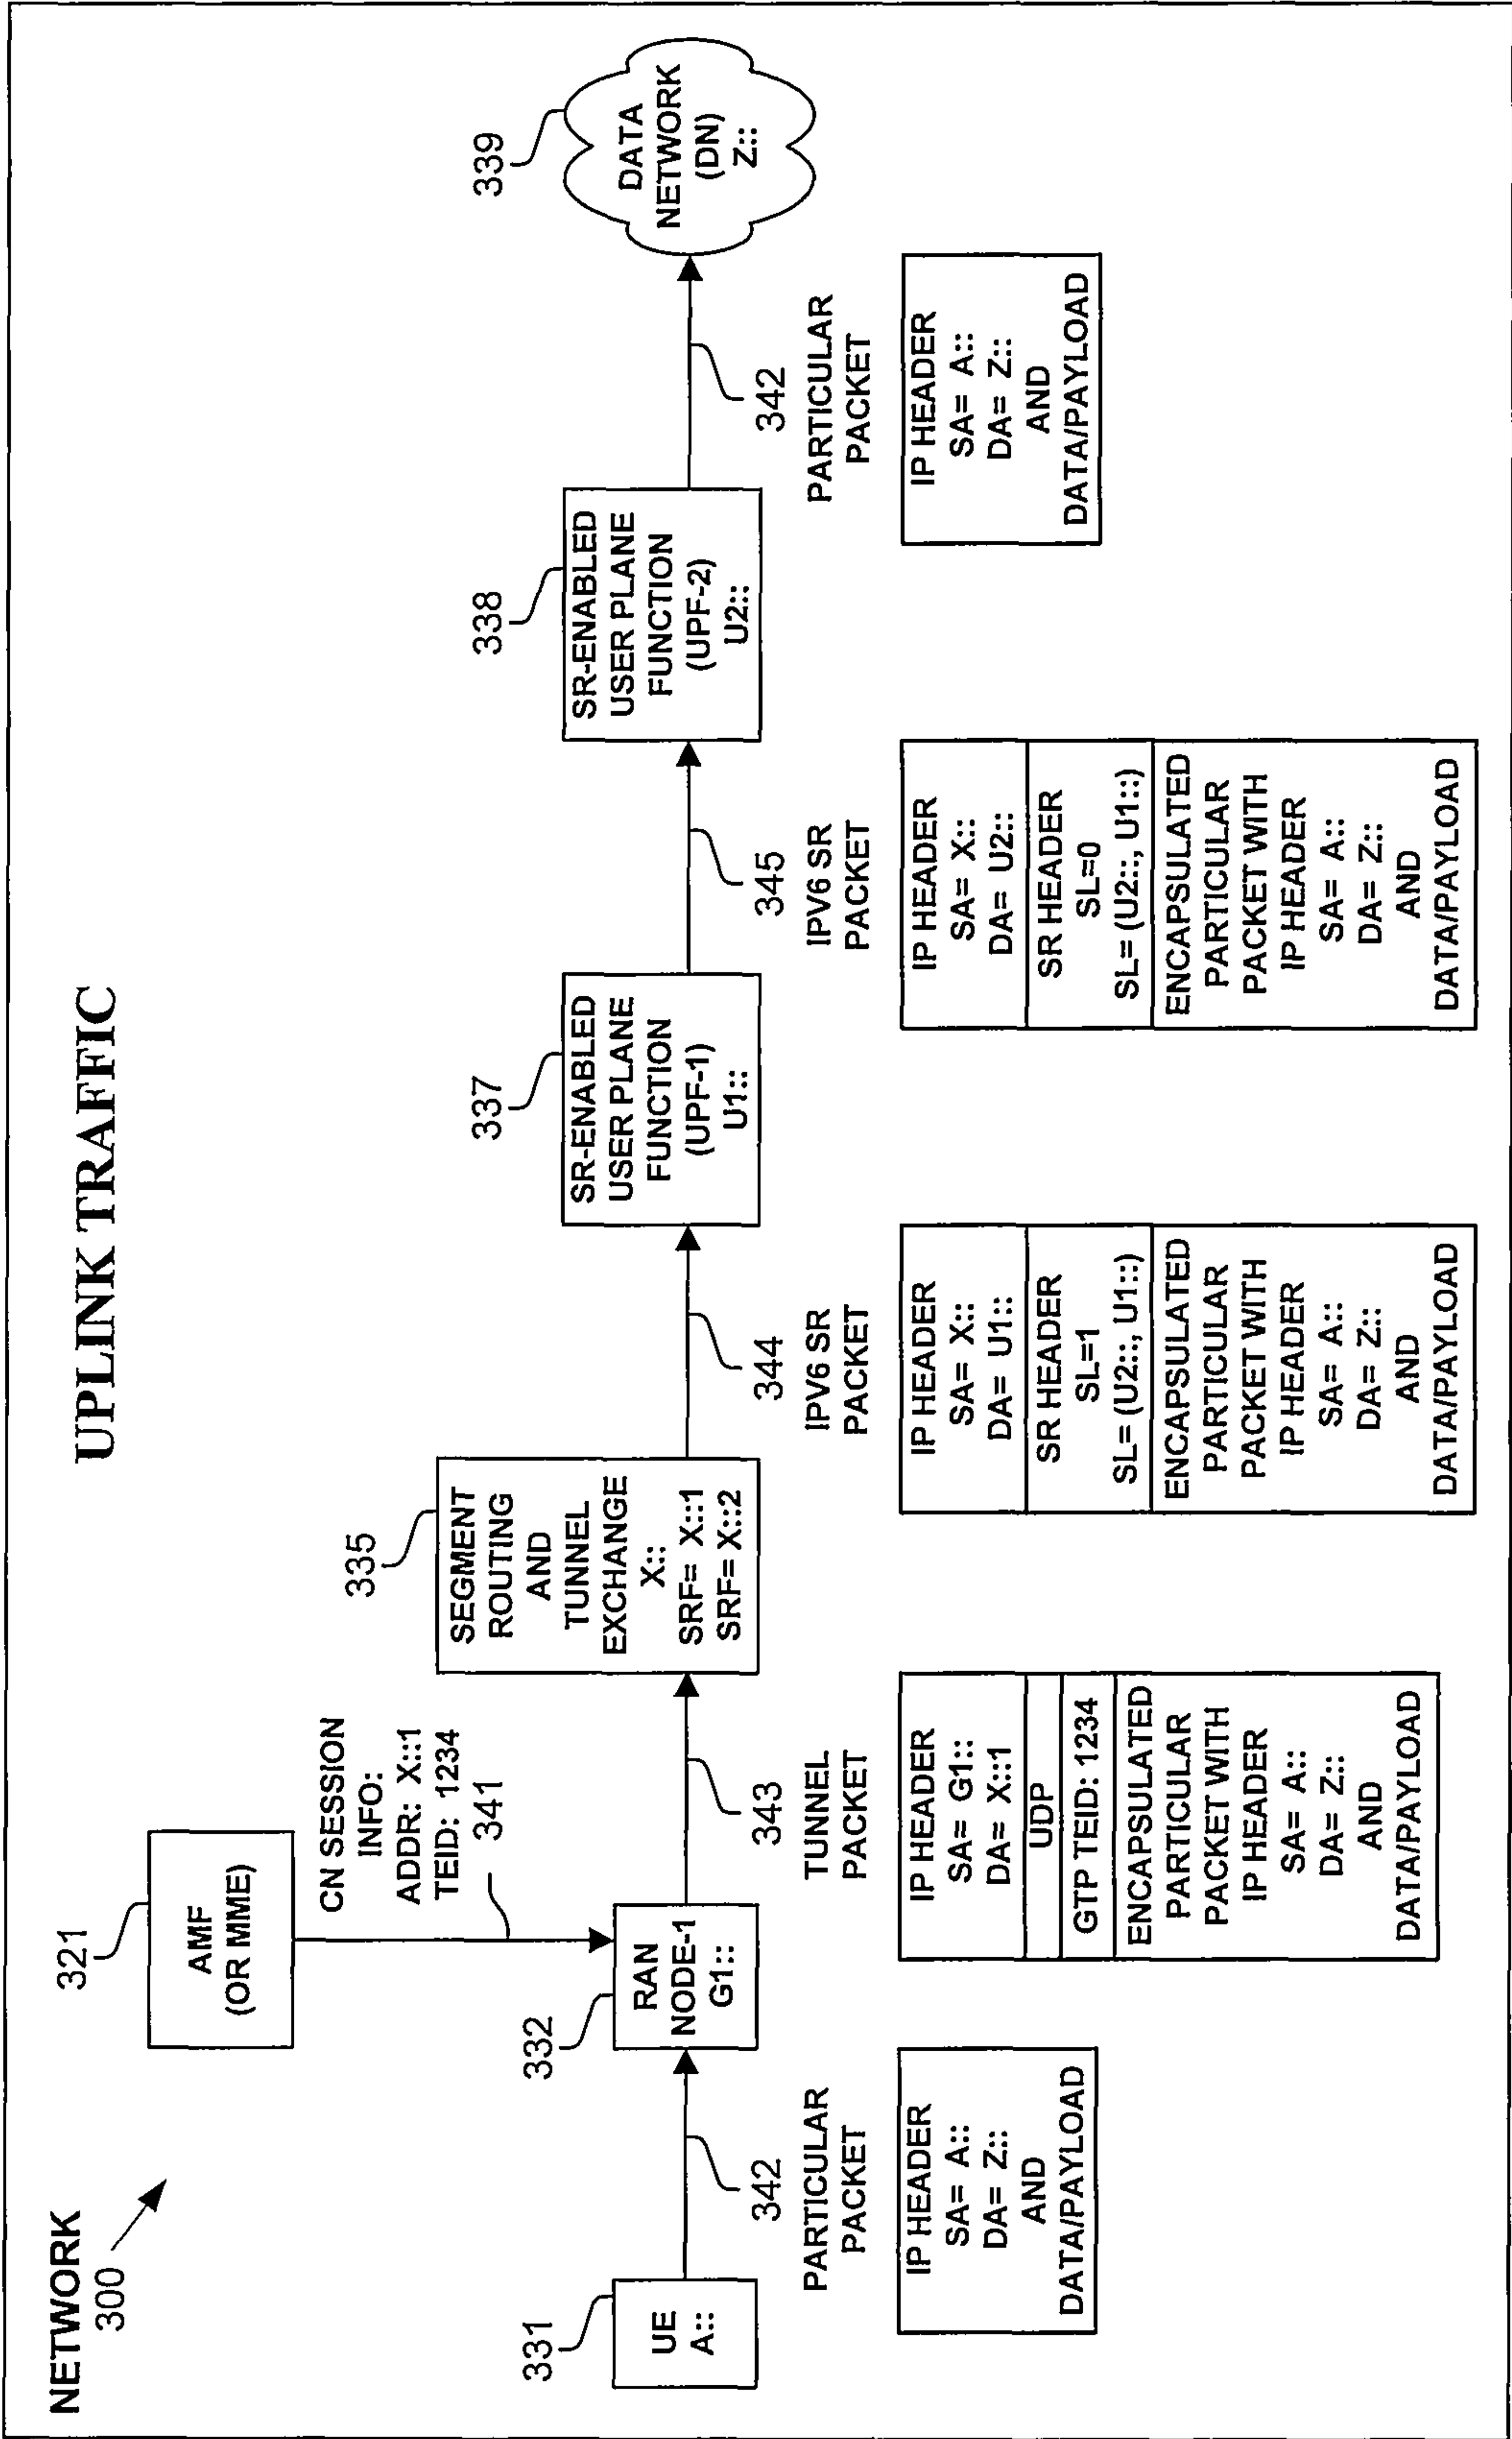 UPLINK TRAFFIC
NETWORK
300
321
AMF
(OR MME)
CN SESSION
INFO:
ADDR: X::1
TEID: 1234
341
331
UE
A::
342
PARTICULAR
PACKET
IP HEADER
SA= A::
DA= Z::
AND
DATA/PAYLOAD
332
RAN
NODE-1
G1::
343
TUNNEL
PACKET
IP HEADER
SA= G1::
DA= X::1
UDP
GTP TEID: 1234
ENCAPSULATED
PARTICULAR
PACKET WITH
IP HEADER
SA= A::
DA= Z::
AND
DATA/PAYLOAD
335
SEGMENT
ROUTING
AND
TUNNEL
EXCHANGE
X::
SRF= X::1
SRF= X::2
344
IPV6 SR
PACKET
IP HEADER
SA= X::
DA= U1::
SR HEADER
SL=1
SL= (U2::, U1::)
ENCAPSULATED
PARTICULAR
PACKET WITH
IP HEADER
SA= A::
DA= Z::
AND
DATA/PAYLOAD
337
SR-ENABLED
USER PLANE
FUNCTION
(UPF-1)
U1::
345
IPV6 SR
PACKET
IP HEADER
SA= X::
DA= U2::
SR HEADER
SL=0
SL= (U2::, U1::)
ENCAPSULATED
PARTICULAR
PACKET WITH
IP HEADER
SA= A::
DA= Z::
AND
DATA/PAYLOAD
338
SR-ENABLED
USER PLANE
FUNCTION
(UPF-2)
U2::
342
PARTICULAR
PACKET
IP HEADER
SA= A::
DA= Z::
AND
DATA/PAYLOAD
339
DATA
NETWORK
(DN)
Z::